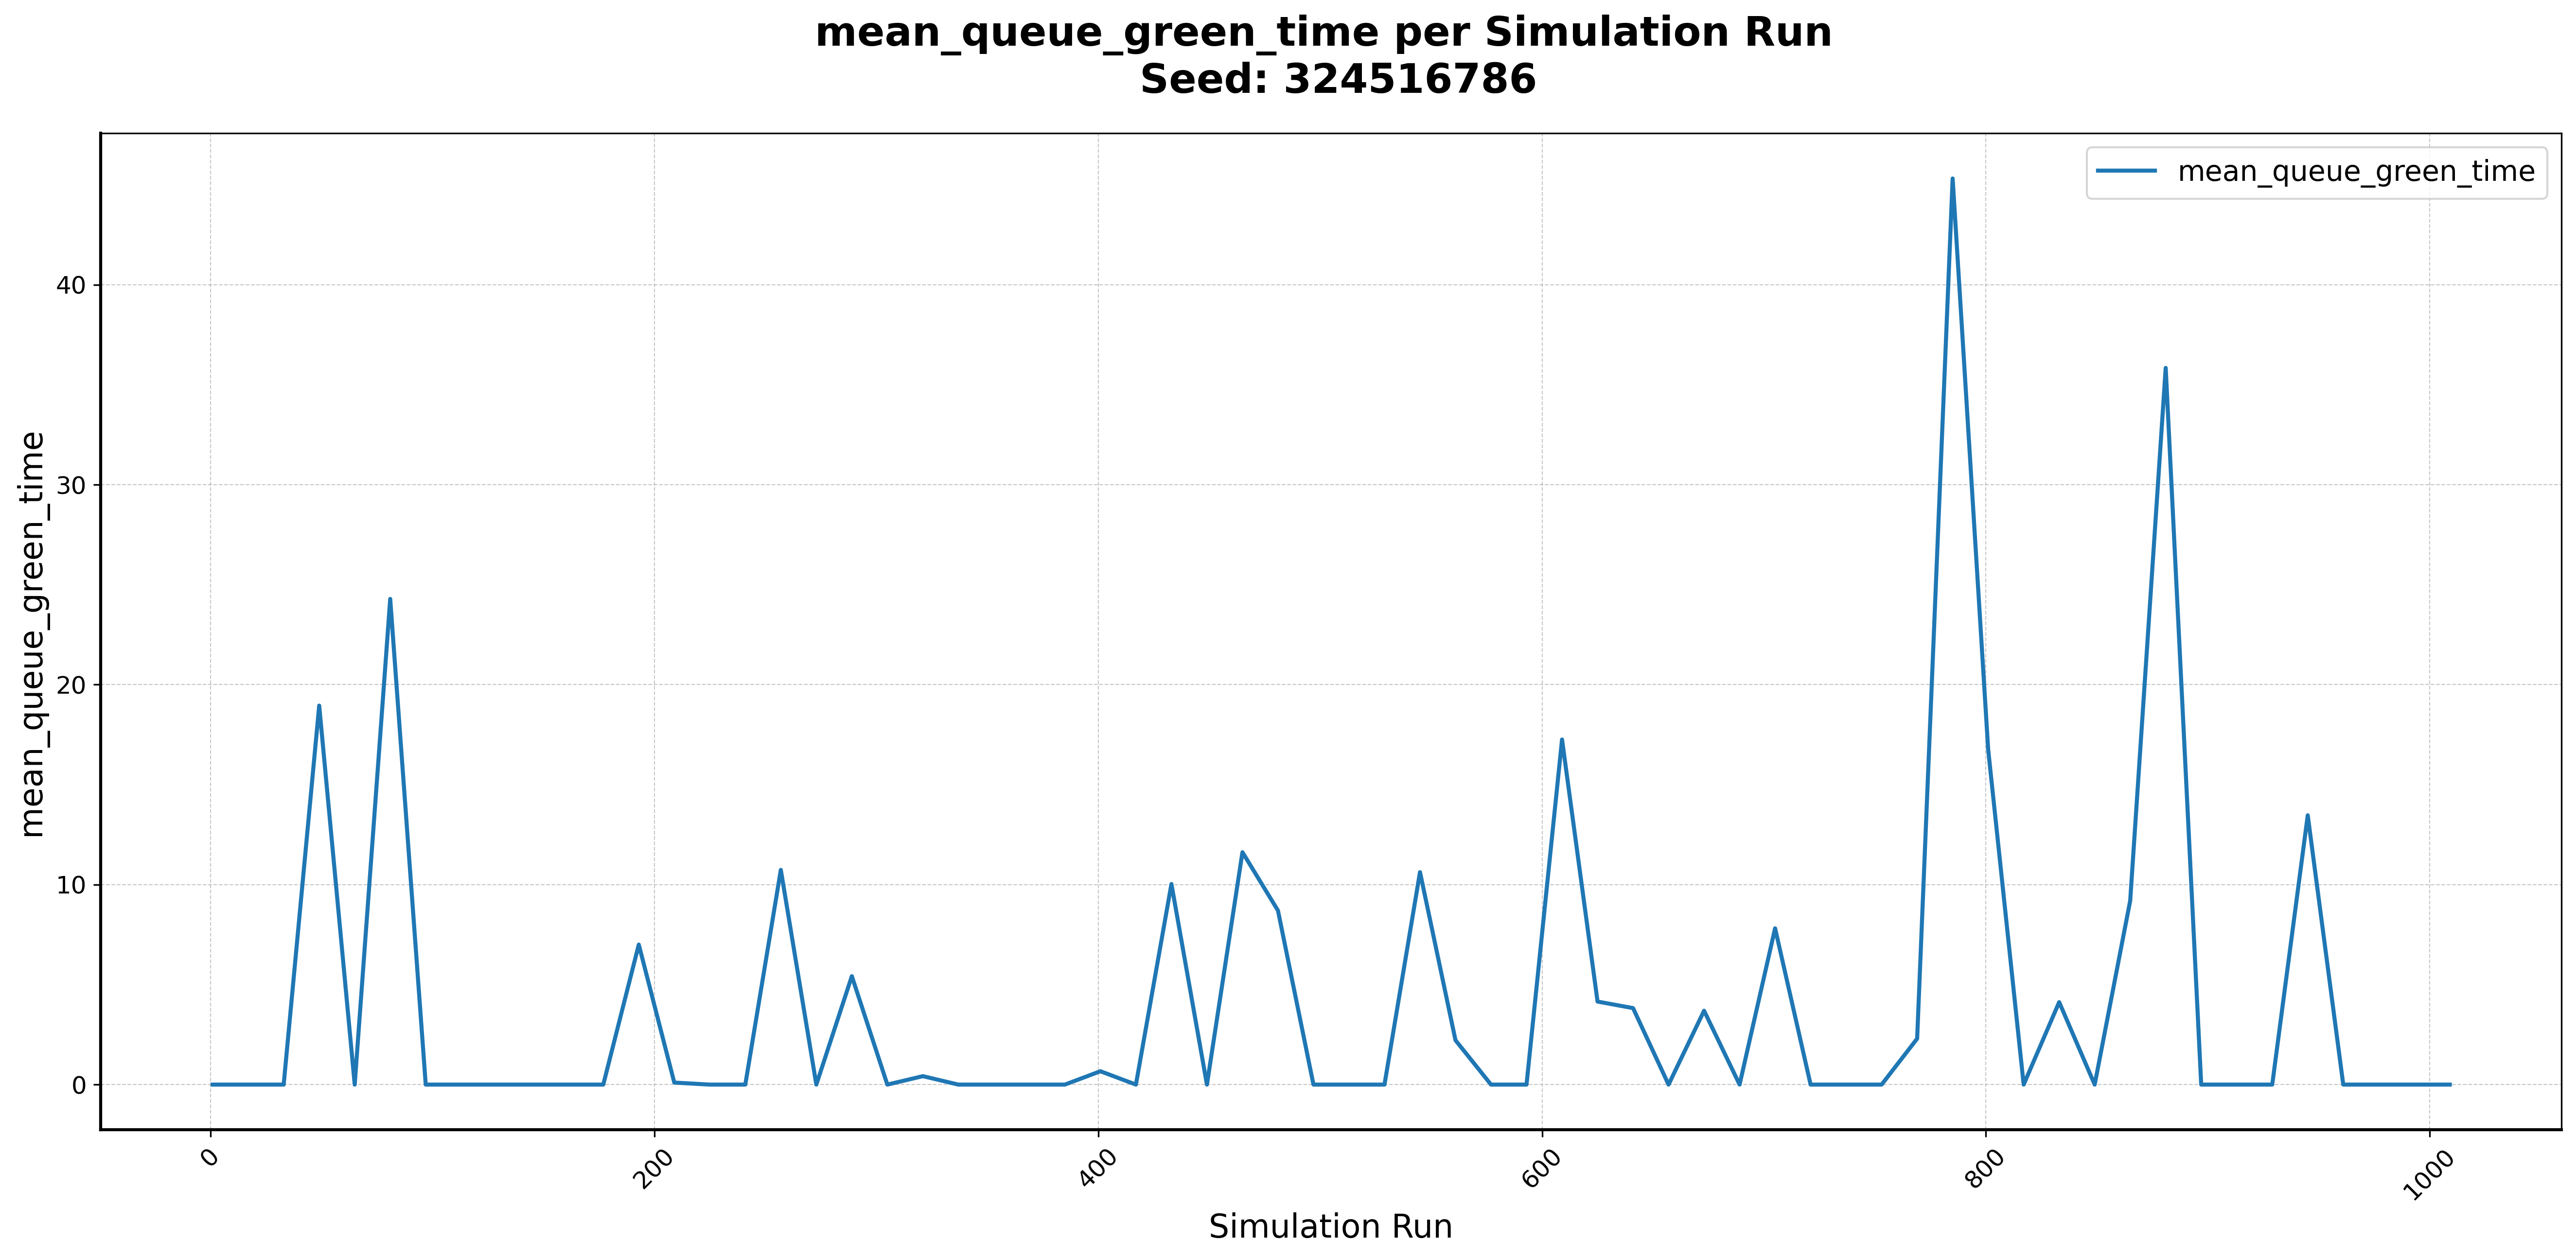 mean_queue_green_time per Simulation Run
Seed: 324516786
mean_queue_green_time
mean_queue_green_time
40
30
20
10
0
0
200
400
600
800
1000
Simulation Run